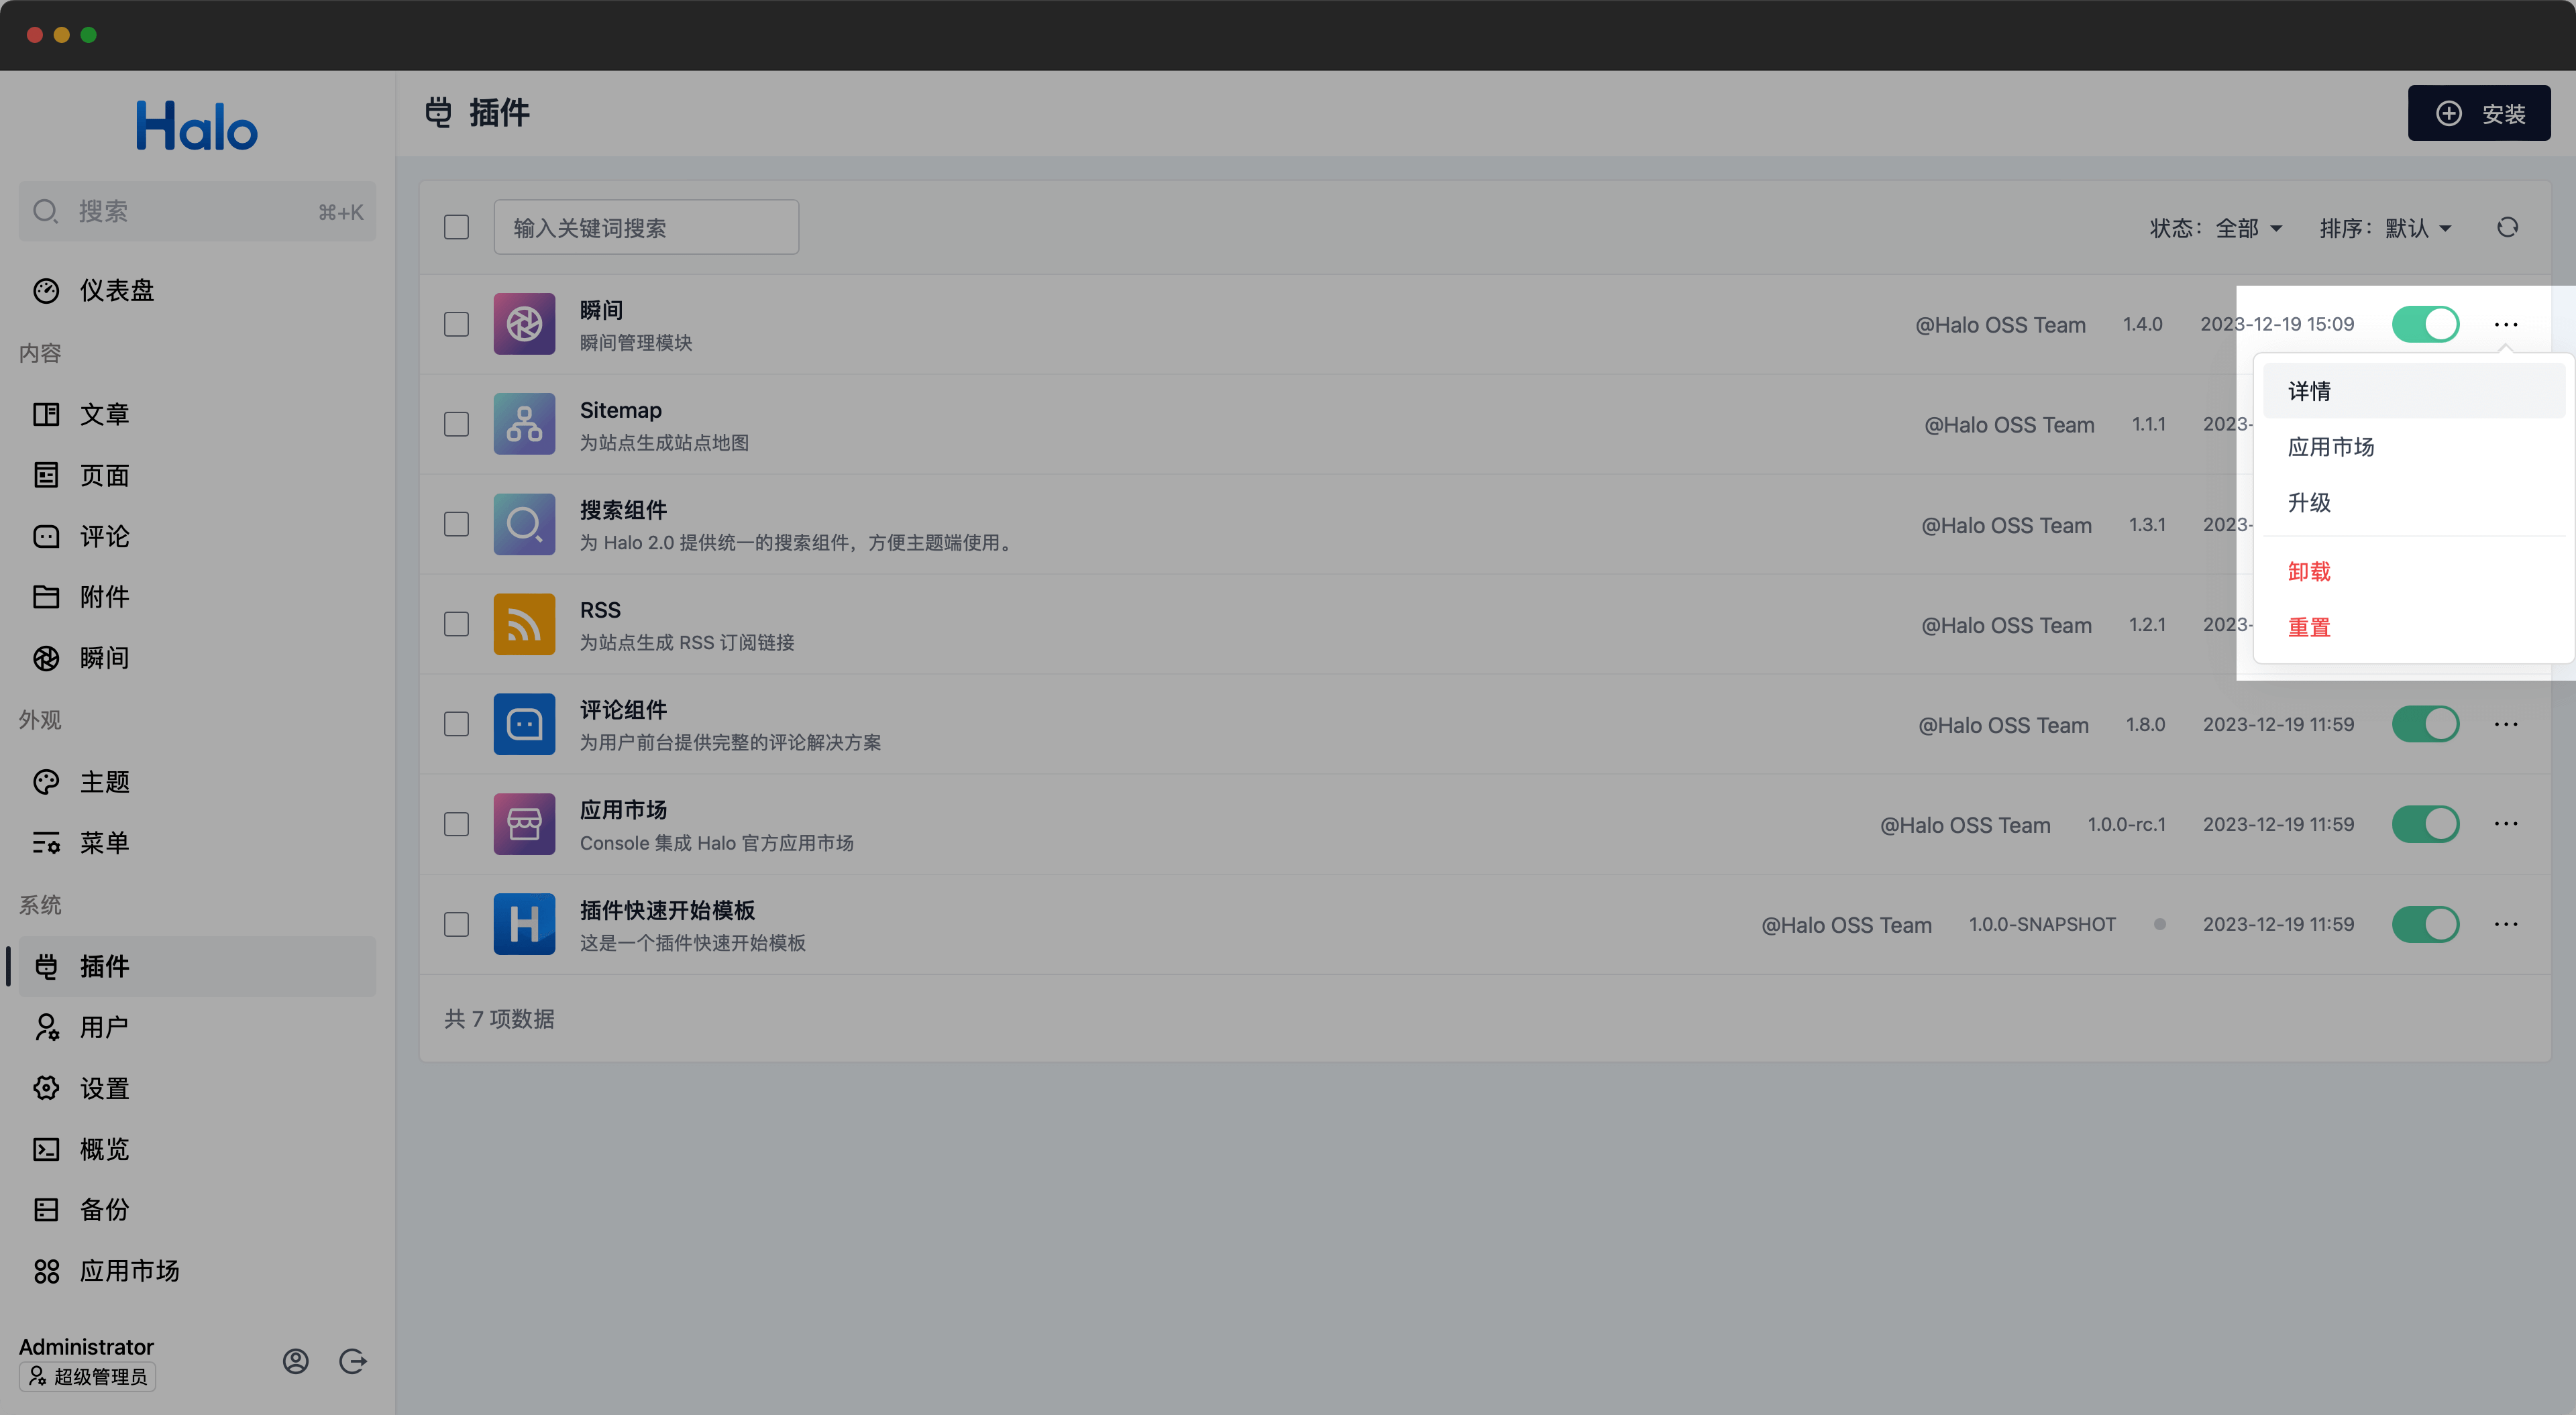 Halo
搜索 ⌘+K
仪表盘
内容
文章
页面
评论
附件
瞬间
外观
主题
菜单
系统
插件
用户
设置
概览
备份
应用市场
Administrator
超级管理员
插件
安装
输入关键词搜索
状态：全部 排序：默认
瞬间
瞬间管理模块
@Halo OSS Team 1.4.0 2023-12-19 15:09
详情
应用市场
升级
卸载
重置
Sitemap
为站点生成站点地图
@Halo OSS Team 1.1.1 2023-
搜索组件
为 Halo 2.0 提供统一的搜索组件，方便主题端使用。
@Halo OSS Team 1.3.1 2023-
RSS
为站点生成 RSS 订阅链接
@Halo OSS Team 1.2.1 2023-
评论组件
为用户前台提供完整的评论解决方案
@Halo OSS Team 1.8.0 2023-12-19 11:59
应用市场
Console 集成 Halo 官方应用市场
@Halo OSS Team 1.0.0-rc.1 2023-12-19 11:59
插件快速开始模板
这是一个插件快速开始模板
@Halo OSS Team 1.0.0-SNAPSHOT 2023-12-19 11:59
共 7 项数据